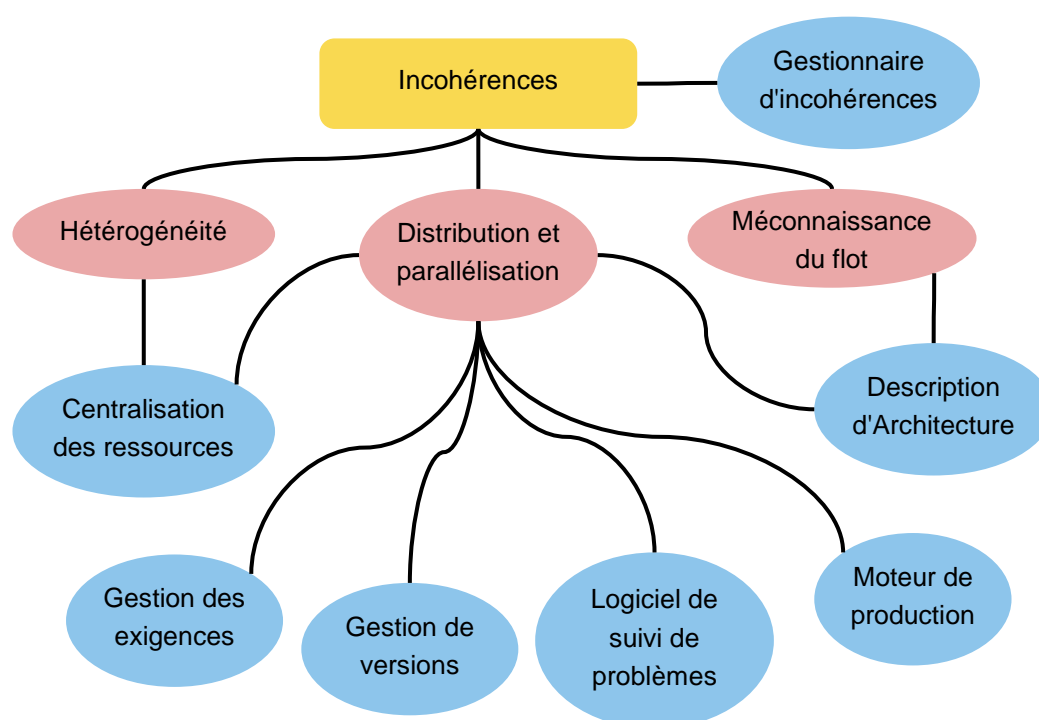 Incohérences
Gestionnaire
d'incohérences
Hétérogénéité
Distribution et
parallélisation
Méconnaissance
du flot
Centralisation
des ressources
Description
d'Architecture
Gestion des
exigences
Gestion de
versions
Logiciel de
suivi de
problèmes
Moteur de
production